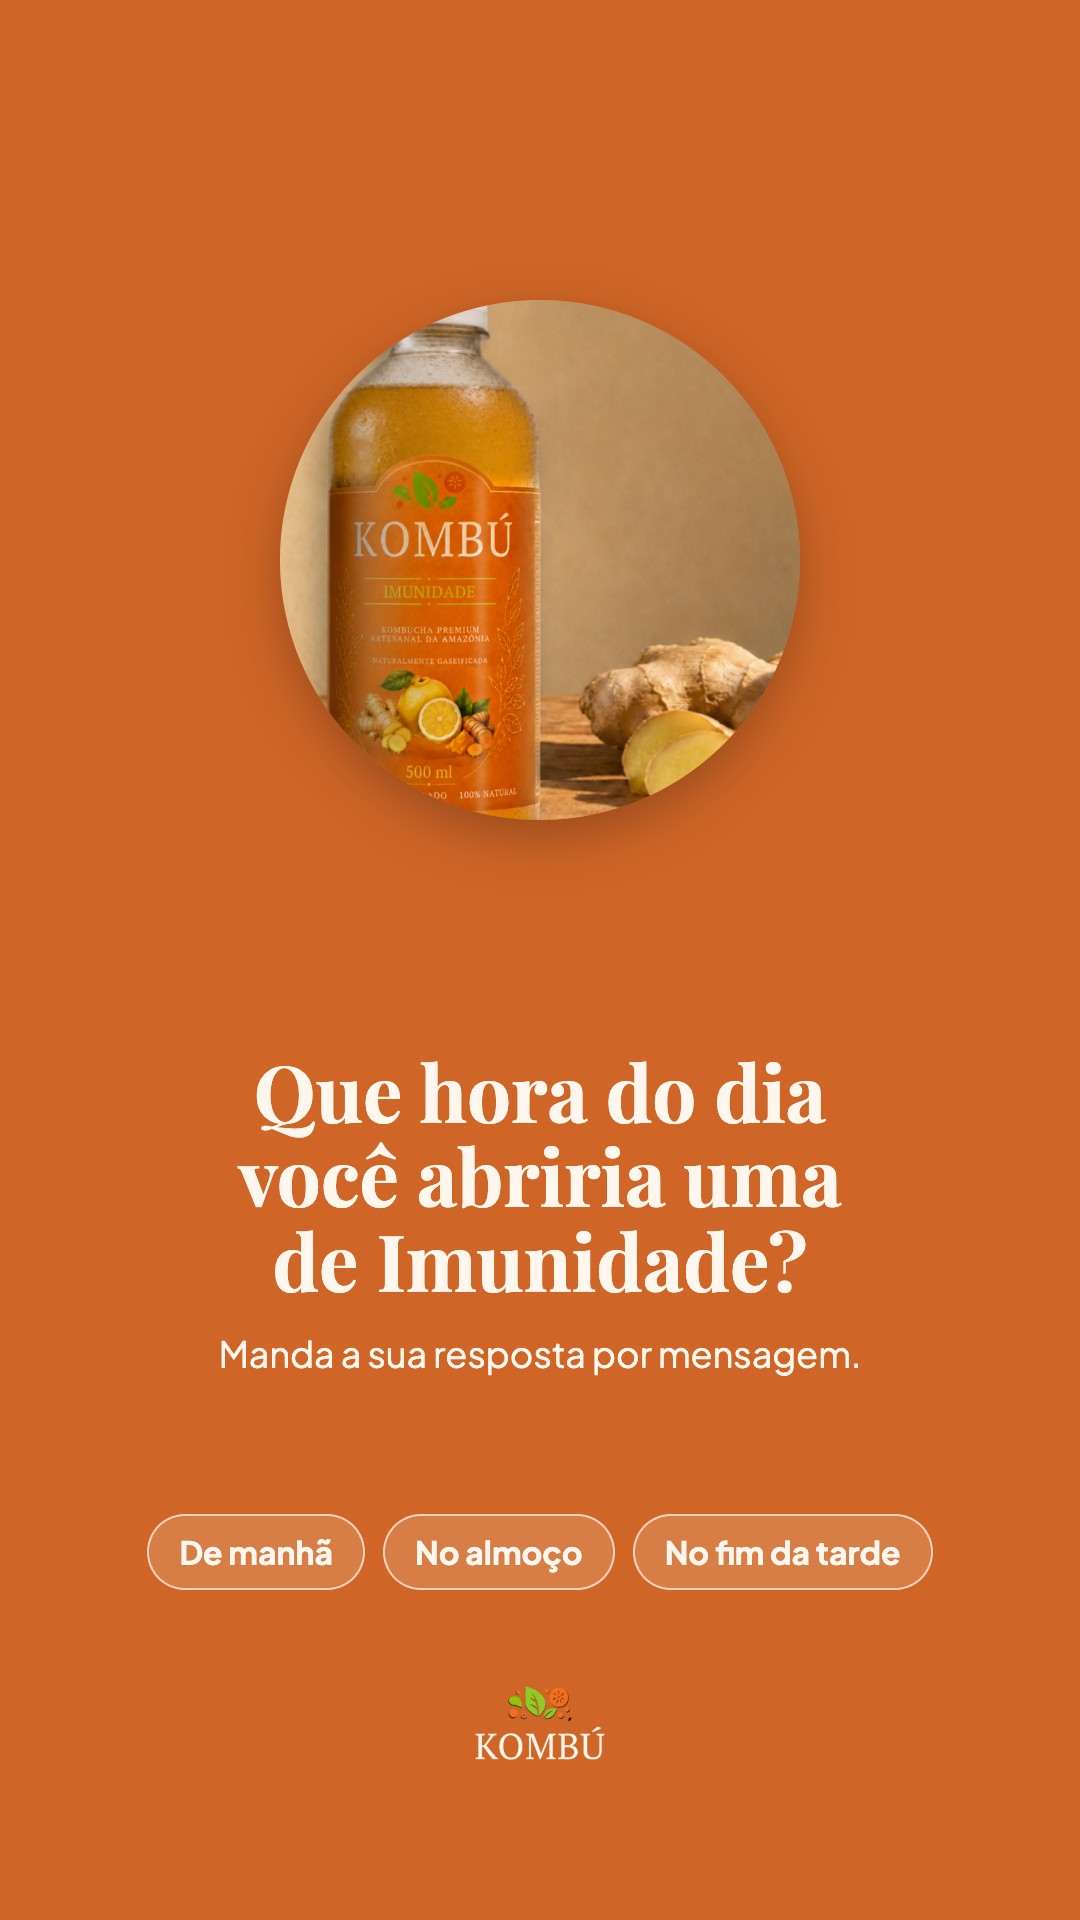 KOMBÚ
IMUNIDADE
KOMBUCHA PREMIUM
ARTESANAL DA AMAZÔNIA
NATURALMENTE GASEIFICADA
500 ml
100% NATURAL
Que hora do dia
você abriria uma
de Imunidade?
Manda a sua resposta por mensagem.
De manhã No almoço No fim da tarde
KOMBÚ